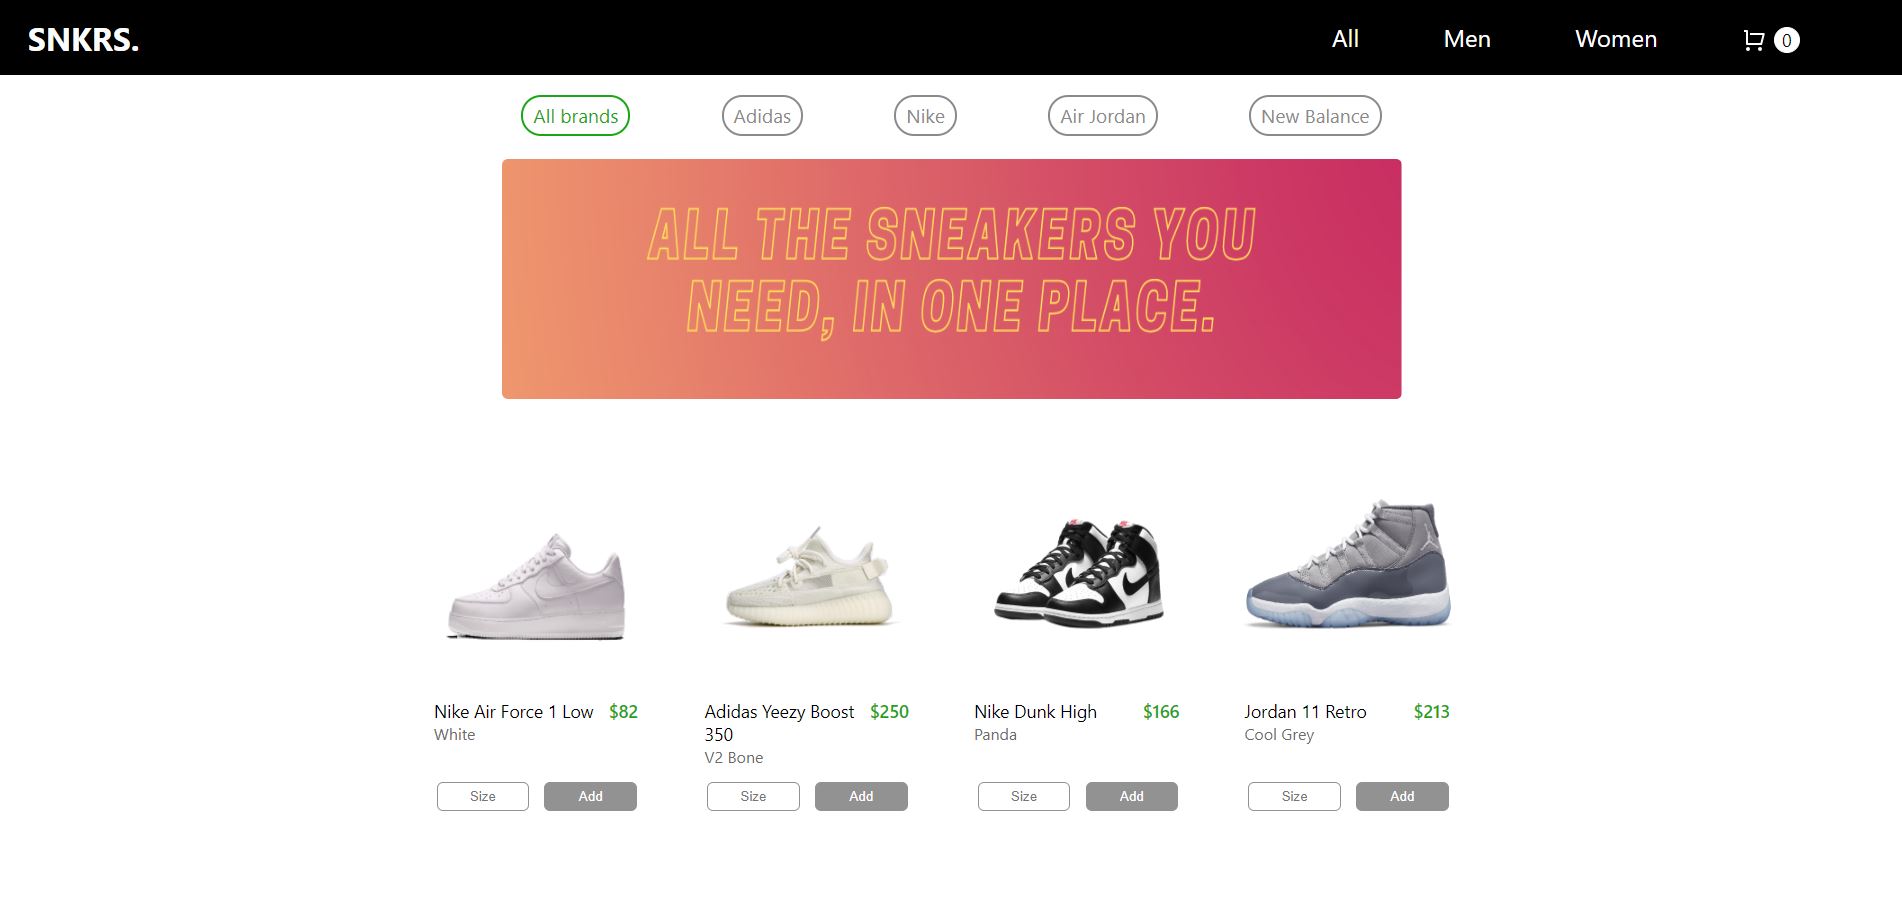 SNKRS.
All
Men
Women
0
All brands
Adidas
Nike
Air Jordan
New Balance
ALL THE SNEAKERS YOU
NEED, IN ONE PLACE.
Nike Air Force 1 Low $82
White
Size
Add
Adidas Yeezy Boost $250
350
V2 Bone
Size
Add
Nike Dunk High $166
Panda
Size
Add
Jordan 11 Retro $213
Cool Grey
Size
Add